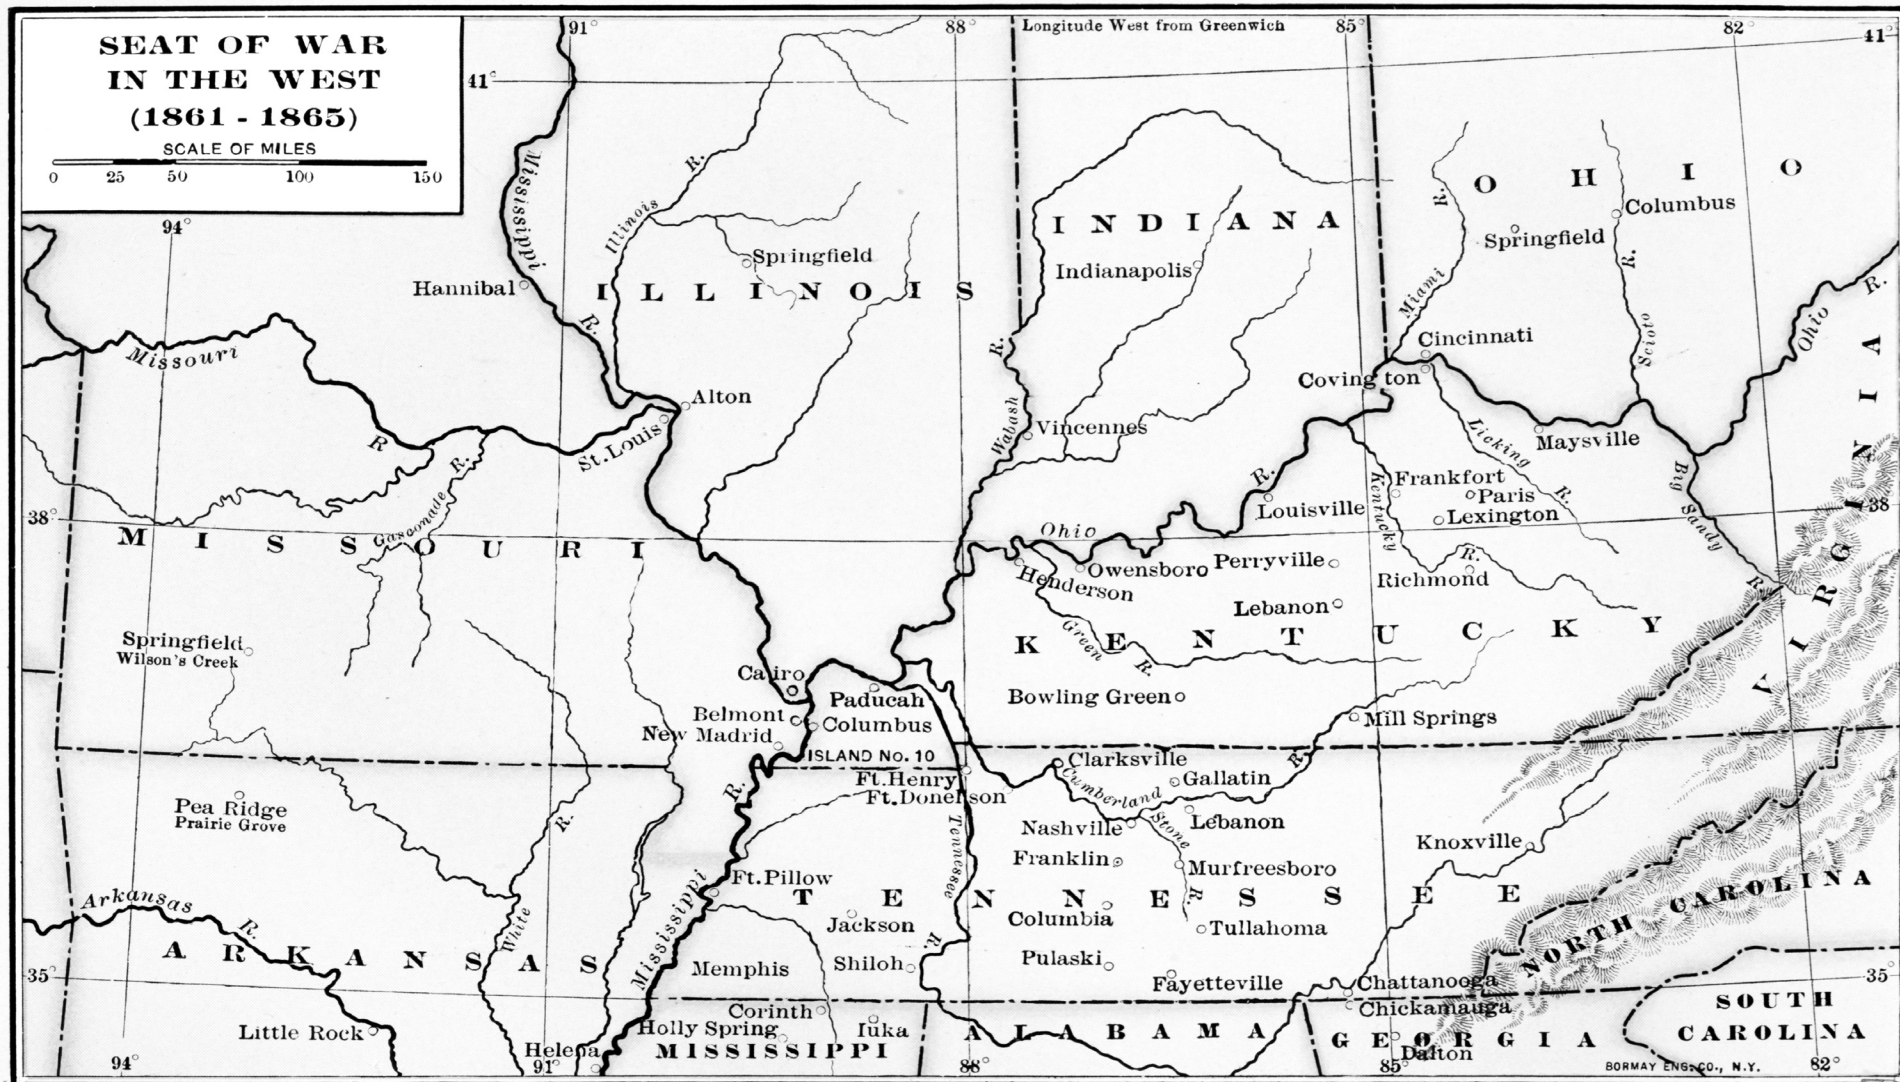 SEAT OF WAR
IN THE WEST
(1861 - 1865)
SCALE OF MILES
0 25 50 100 150
91°
88°
Longitude West from Greenwich
85°
82°
41°
41°
94°
Mississippi
R.
Illinois
R.
Springfield
Hannibal
ILLINOIS
INDIANA
Indianapolis
OHIO
R.
Miami
Columbus
Springfield
R.
Scioto
Ohio
R.
Missouri
R
Alton
St. Louis
R.
Wabash
Vincennes
Cincinnati
Covington
Licking
R.
Maysville
Big
Sandy
R.
VIRGINIA
38°
38
MISSOURI
Gasconade
R.
Ohio
R.
Louisville
Kentucky
R.
Frankfort
Paris
Lexington
Henderson
Owensboro
Perryville
Richmond
Lebanon
KENTUCKY
Green
R.
Bowling Green
Mill Springs
Springfield
Wilson's Creek
Cairo
Paducah
Belmont
Columbus
New Madrid
ISLAND No. 10
Ft. Henry
Ft. Donelson
Clarksville
Gallatin
Cumberland
R.
Nashville
Stone
R.
Lebanon
Franklin
Murfreesboro
Knoxville
Pea Ridge
Prairie Grove
R.
White
Mississippi
R.
Ft. Pillow
Tennessee
R.
TENNESSEE
Arkansas
R.
ARKANSAS
Jackson
Columbia
Tullahoma
NORTH CAROLINA
35°
35°
Memphis
Shiloh
Pulaski
Fayetteville
Chattanooga
Chickamauga
SOUTH
CAROLINA
Little Rock
Corinth
Holly Spring
Iuka
Helena
MISSISSIPPI
ALABAMA
GEORGIA
Dalton
94°
91°
88°
85°
82°
BORMAY ENG. CO., N.Y.